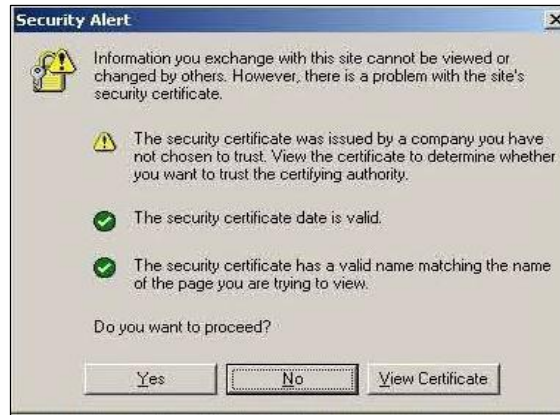 Security Alert
Information you exchange with this site cannot be viewed or
changed by others. However, there is a problem with the site's
security certificate.
The security certificate was issued by a company you have
not chosen to trust. View the certificate to determine whether
you want to trust the certifying authority.
The security certificate date is valid.
The security certificate has a valid name matching the name
of the page you are trying to view.
Do you want to proceed?
Yes No View Certificate